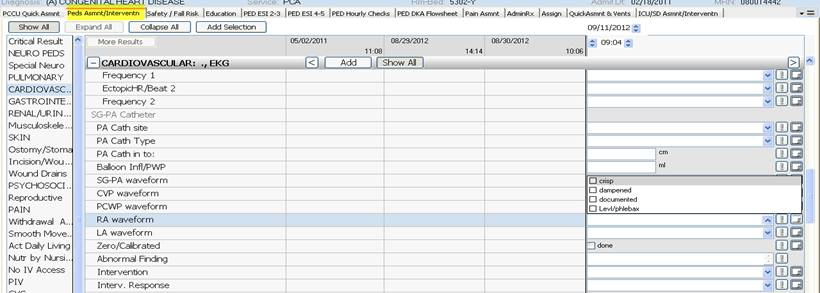 Diagnosis: (A) CONGENITAL HEART DISEASE Service: PCA Rm-Bed: 5302-Y Admit Dt: 02/18/2011 MRN: 080014442
PCCU Quick Asmnt Peds Asmnt/Interventn Safety / Fall Risk Education PED ESI 2-3 PED ESI 4-5 PED Hourly Checks PED DKA Flowsheet Pain Asmnt AdminRx Assign QuickAsmnt & Vents ICU/SD Asmnt/Interventn
Show All Expand All Collapse All Add Selection 09/11/2012
Critical Result More Results 05/02/2011 08/29/2012 08/30/2012 09:04
NEURO PEDS 11:08 14:14 10:06
Special Neuro CARDIOVASCULAR: ., EKG < Add Show All >
PULMONARY Frequency 1
CARDIOVASC... EctopicHR/Beat 2
GASTROINTE... Frequency 2
RENAL/URIN... SG-PA Catheter
Musculoskele... PA Cath site
SKIN PA Cath Type
Ostomy/Stoma PA Cath in to: cm
Incision/Wou... Balloon Infl/PWP ml
Wound Drains SG-PA waveform crisp
PSYCHOSOCI... CVP waveform dampened
Reproductive PCWP waveform documented
PAIN Levl/phlebax
Withdrawal A... RA waveform
Smooth Move... LA waveform
Act Daily Living Zero/Calibrated done
Nutr by Nursi... Abnormal Finding
No IV Access Intervention
PIV Interv. Response